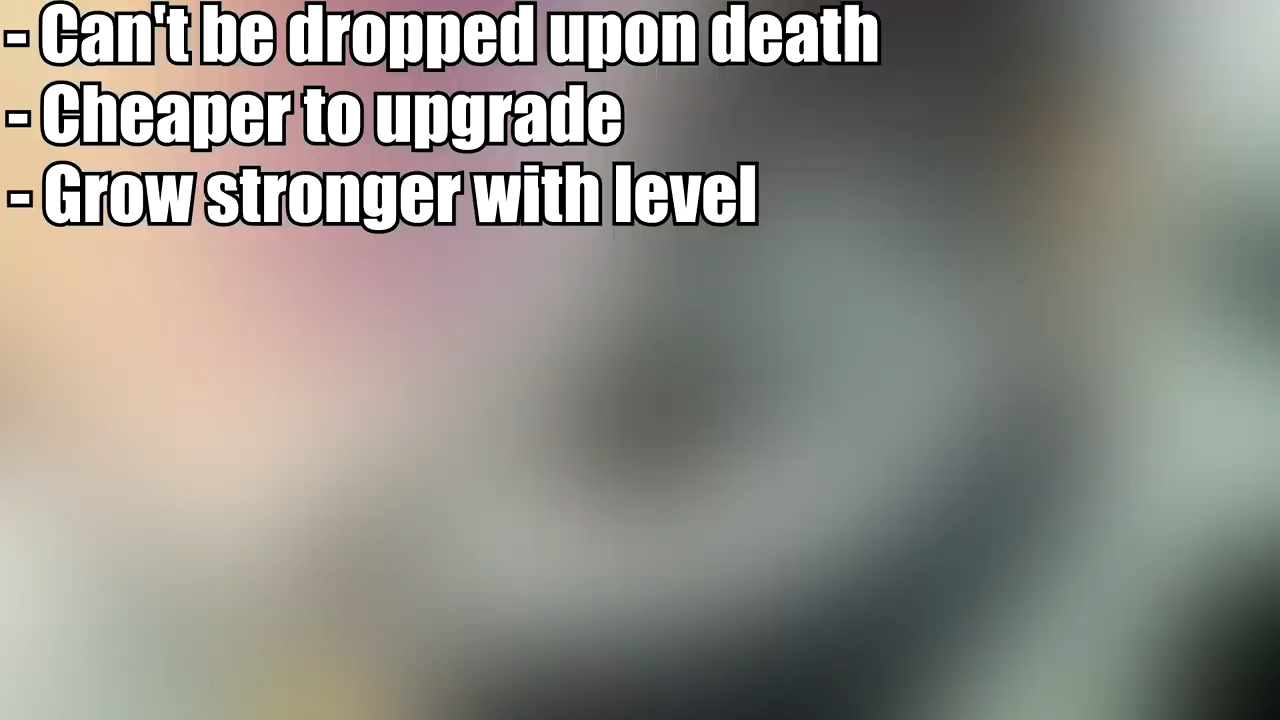 - Can't be dropped upon death
- Cheaper to upgrade
- Grow stronger with level